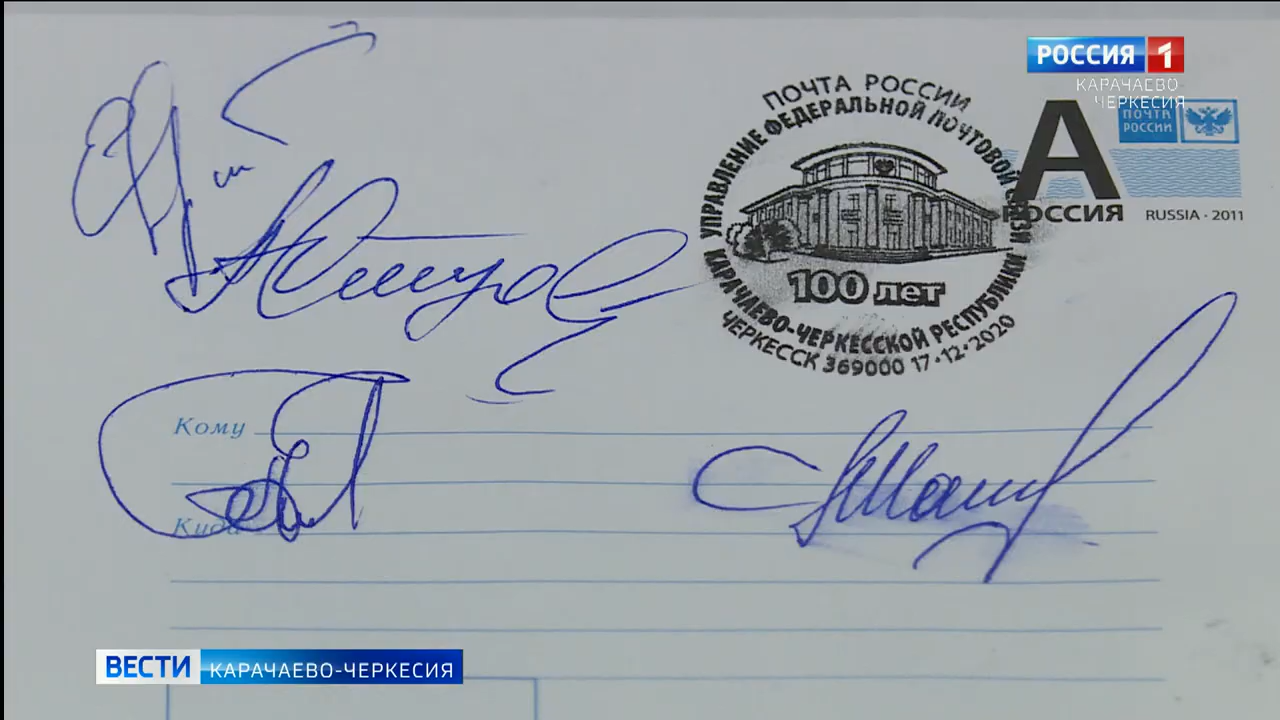 РОССИЯ 1
КАРАЧАЕВО
ЧЕРКЕСИЯ
ПОЧТА РОССИИ
УПРАВЛЕНИЕ ФЕДЕРАЛЬНОЙ ПОЧТОВОЙ СВЯЗИ
КАРАЧАЕВО-ЧЕРКЕССКОЙ РЕСПУБЛИКИ
100 лет
ЧЕРКЕССК 369000 17·12·2020
ПОЧТА
РОССИИ
А
РОССИЯ
RUSSIA · 2011
Кому
Куда
ВЕСТИ КАРАЧАЕВО-ЧЕРКЕСИЯ